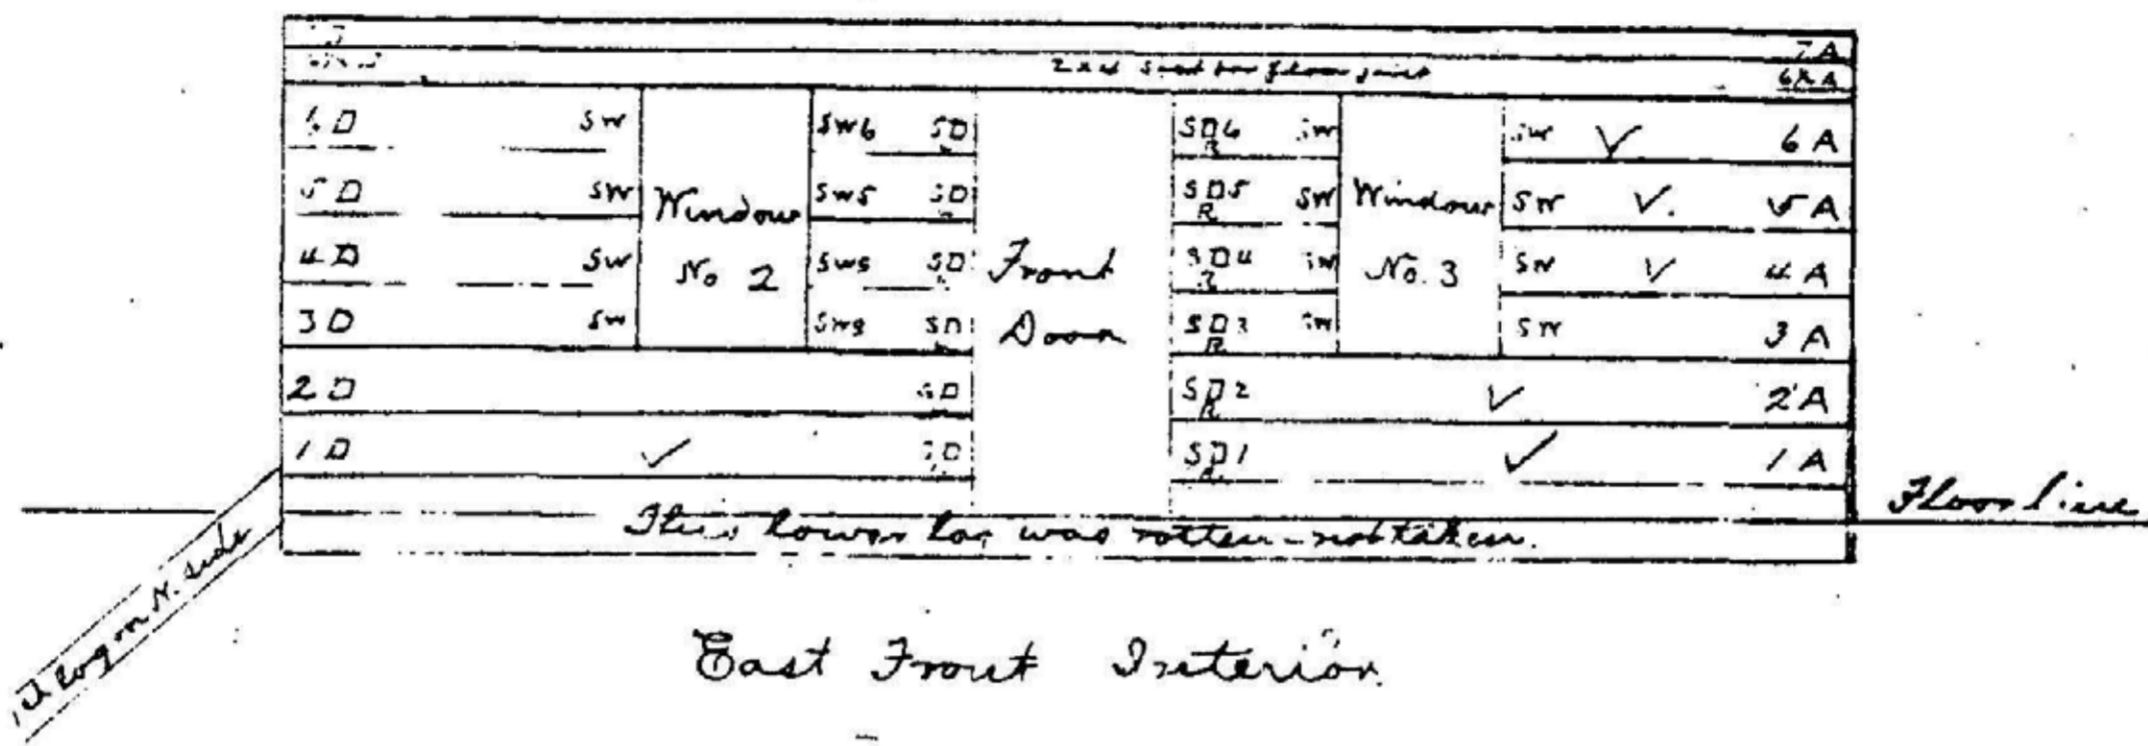 7A
2x4 used for floor joist 6½A
6D SW SW6 SD SD6 SW SW ✓ 6A
R
5D SW Window SW5 SD SD5 SW Window SW ✓ 5A
R
4D SW No 2 SW5 SD Front SD4 SW No. 3 SW ✓ 4A
R
3D SW SW3 SD Door SD3 SW SW 3A
R
2D SD SD2 ✓ 2A
R
1D ✓ SD SD1 ✓ 1A
R
Floor line
This lower log was rotten - not taken.
1st log on N. side
East Front Interior